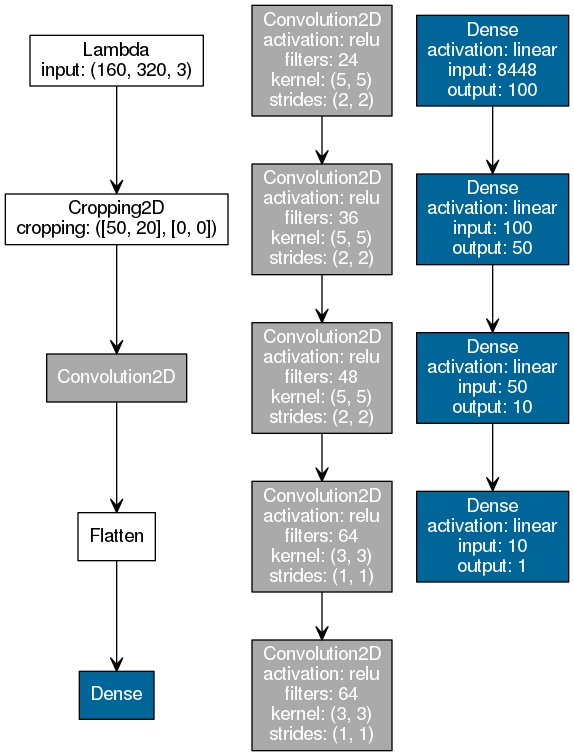 Lambda
input: (160, 320, 3)
Cropping2D
cropping: ([50, 20], [0, 0])
Convolution2D
Flatten
Dense
Convolution2D
activation: relu
filters: 24
kernel: (5, 5)
strides: (2, 2)
Convolution2D
activation: relu
filters: 36
kernel: (5, 5)
strides: (2, 2)
Convolution2D
activation: relu
filters: 48
kernel: (5, 5)
strides: (2, 2)
Convolution2D
activation: relu
filters: 64
kernel: (3, 3)
strides: (1, 1)
Convolution2D
activation: relu
filters: 64
kernel: (3, 3)
strides: (1, 1)
Dense
activation: linear
input: 8448
output: 100
Dense
activation: linear
input: 100
output: 50
Dense
activation: linear
input: 50
output: 10
Dense
activation: linear
input: 10
output: 1